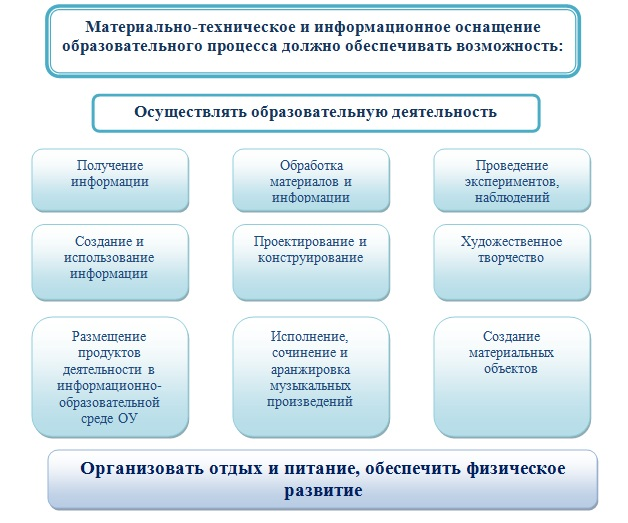 Материально-техническое и информационное оснащение
образовательного процесса должно обеспечивать возможность:
Осуществлять образовательную деятельность
Получение
информации
Обработка
материалов и
информации
Проведение
экспериментов,
наблюдений
Создание и
использование
информации
Проектирование и
конструирование
Художественное
творчество
Размещение
продуктов
деятельности в
информационно-
образовательной
среде ОУ
Исполнение,
сочинение и
аранжировка
музыкальных
произведений
Создание
материальных
объектов
Организовать отдых и питание, обеспечить физическое
развитие